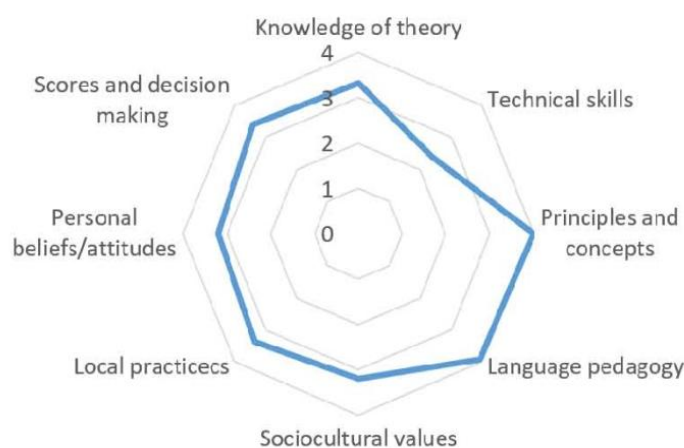 Knowledge of theory
4
Scores and decision
making
3
Technical skills
2
1
Personal
beliefs/attitudes
0
Principles and
concepts
Local practicecs
Language pedagogy
Sociocultural values